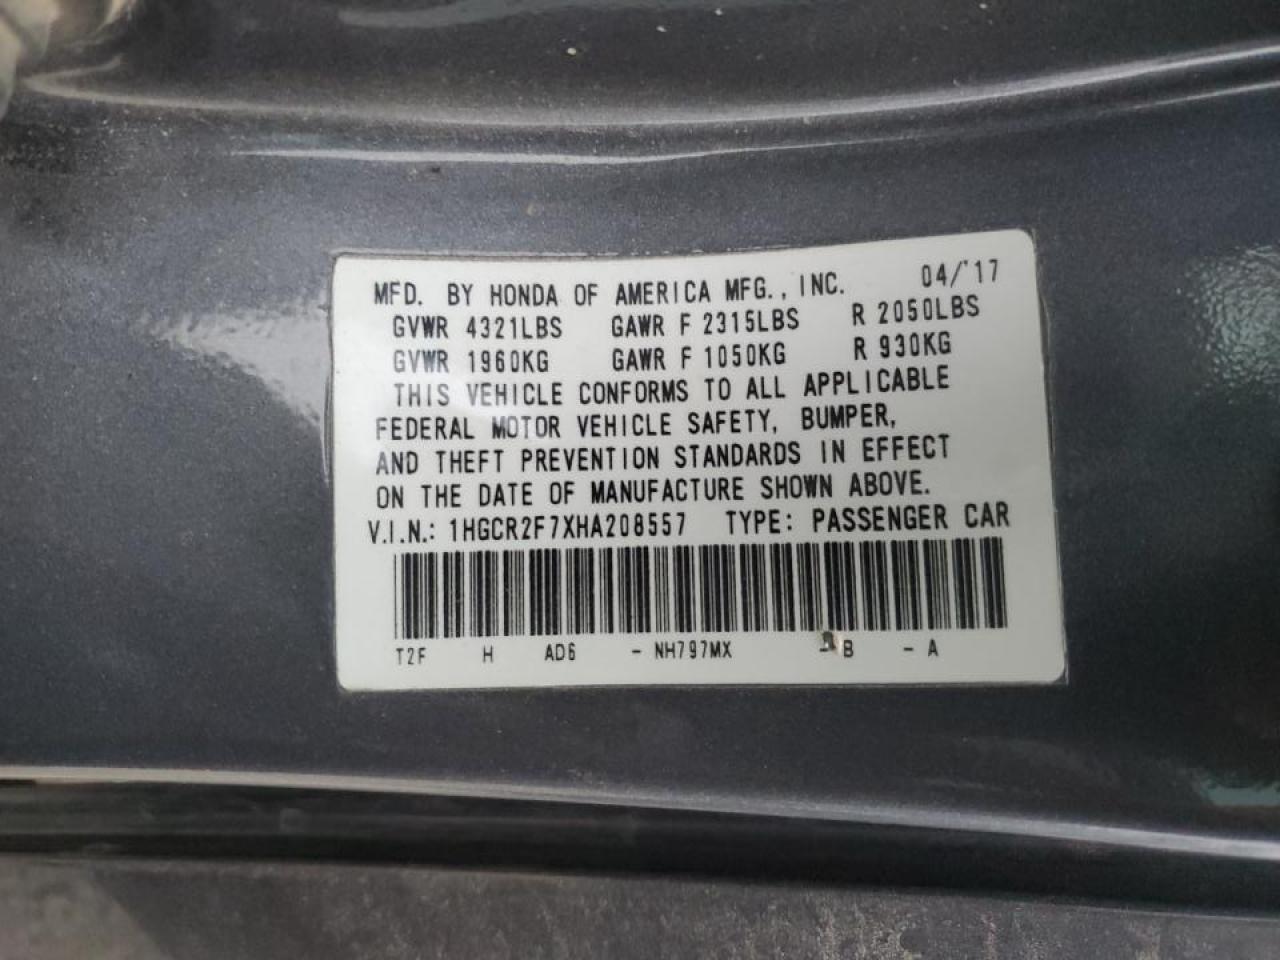 MFD. BY HONDA OF AMERICA MFG., INC. 04/'17
GVWR 4321LBS GAWR F 2315LBS R 2050LBS
GVWR 1960KG GAWR F 1050KG R 930KG
THIS VEHICLE CONFORMS TO ALL APPLICABLE
FEDERAL MOTOR VEHICLE SAFETY, BUMPER,
AND THEFT PREVENTION STANDARDS IN EFFECT
ON THE DATE OF MANUFACTURE SHOWN ABOVE.
V.I.N.: 1HGCR2F7XHA208557 TYPE: PASSENGER CAR
T2F H AD6 - NH797MX - B - A